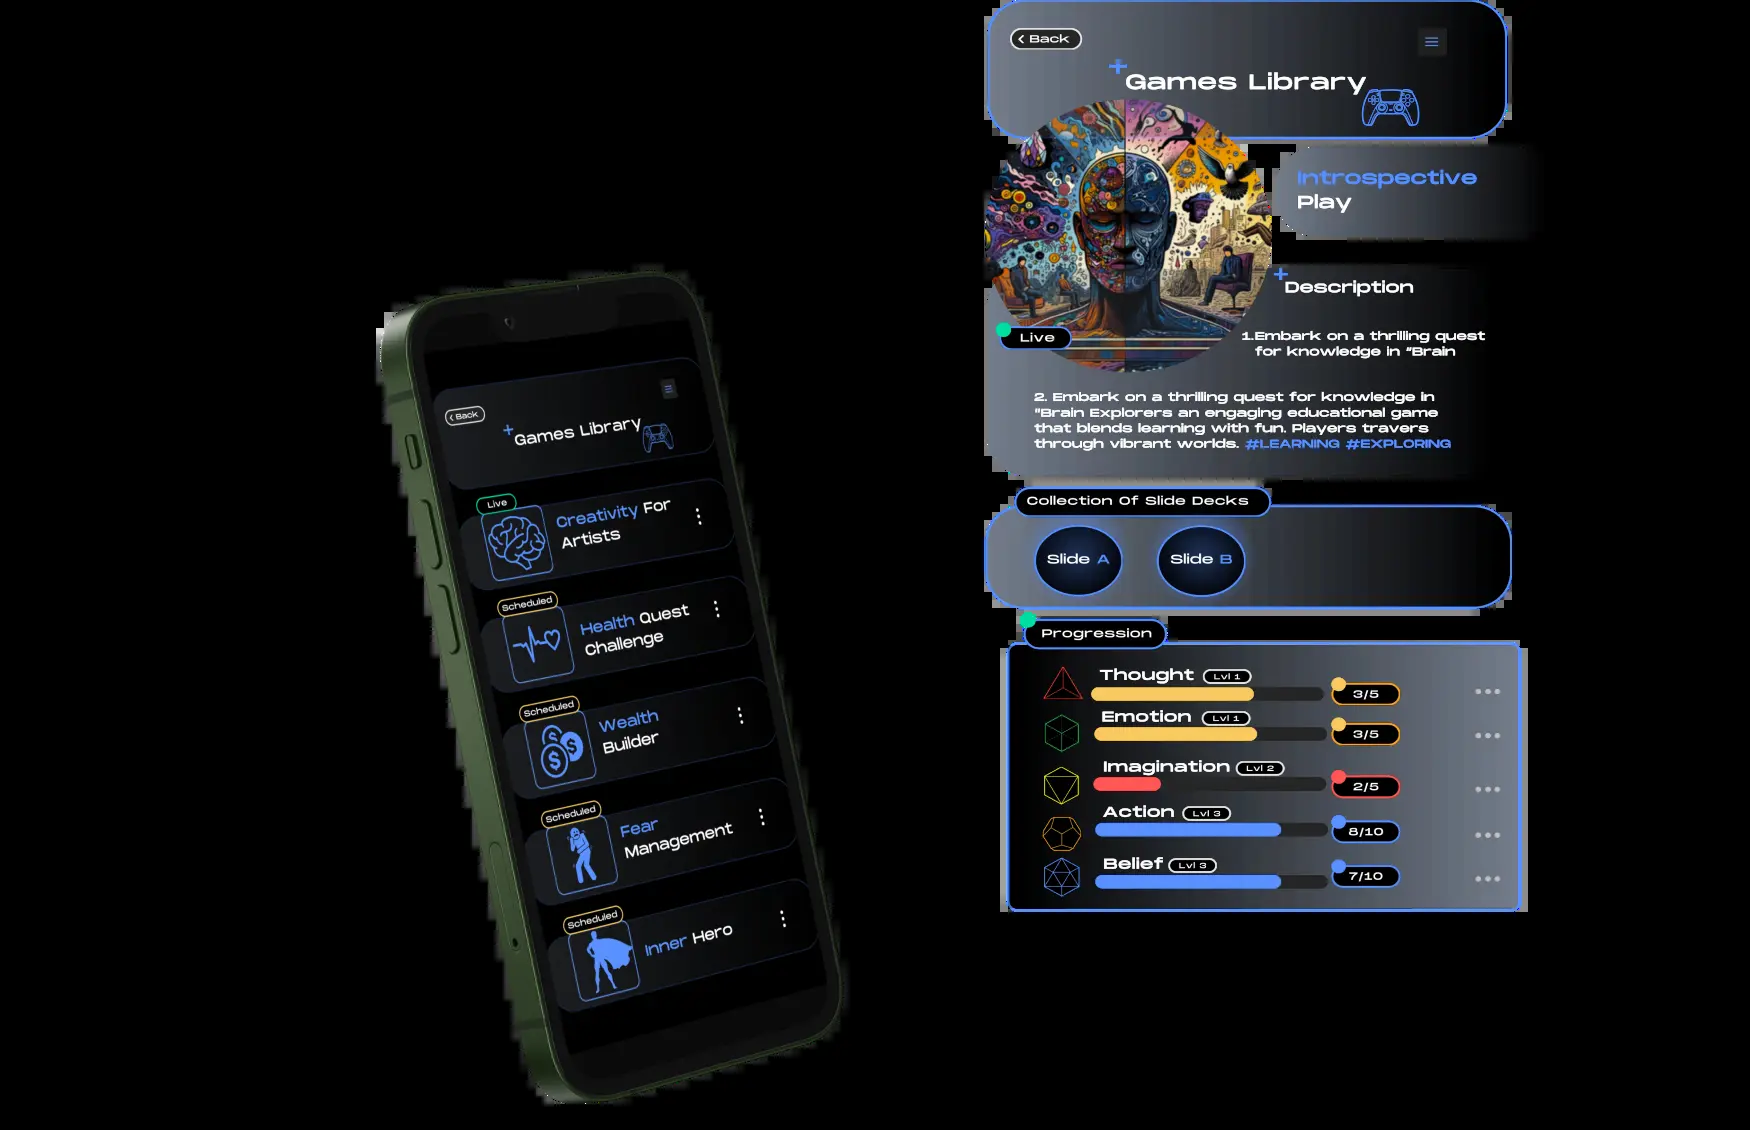 Back
Games Library
Live
Creativity For
Artists
Scheduled
Health Quest
Challenge
Scheduled
Wealth
Builder
Scheduled
Fear
Management
Scheduled
Inner Hero
Back
Games Library
Introspective
Play
Description
Live
1.Embark on a thrilling quest
for knowledge in “Brain
2. Embark on a thrilling quest for knowledge in
"Brain Explorers an engaging educational game
that blends learning with fun. Players travers
through vibrant worlds. #LEARNING #EXPLORING
Collection Of Slide Decks
Slide A
Slide B
Progression
Thought Lvl 1
3/5
Emotion Lvl 1
3/5
Imagination Lvl 2
2/5
Action Lvl 3
8/10
Belief Lvl 3
7/10